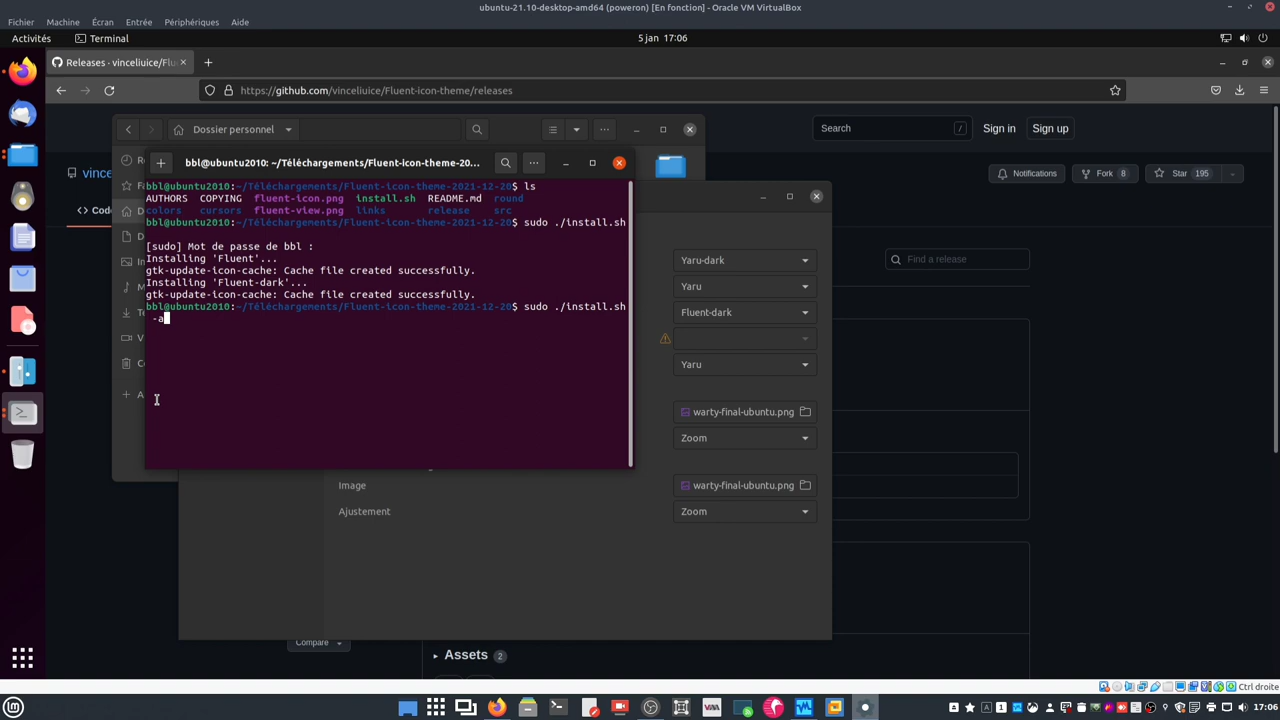 ubuntu-21.10-desktop-amd64 (poweron) [En fonction] - Oracle VM VirtualBox
Fichier Machine Écran Entrée Périphériques Aide
Activités Terminal 5 jan 17:06
Releases · vinceliuice/Flu
https://github.com/vinceliuice/Fluent-icon-theme/releases
Dossier personnel
Search / Sign in Sign up
bbl@ubuntu2010: ~/Téléchargements/Fluent-icon-theme-20...
vince
Notifications Fork 8 Star 195
bbl@ubuntu2010:~/Téléchargements/Fluent-icon-theme-2021-12-20$ ls
AUTHORS COPYING fluent-icon.png install.sh README.md round
colors cursors fluent-view.png links release src
Cod
bbl@ubuntu2010:~/Téléchargements/Fluent-icon-theme-2021-12-20$ sudo ./install.sh
[sudo] Mot de passe de bbl :
Installing 'Fluent'...
gtk-update-icon-cache: Cache file created successfully.
Installing 'Fluent-dark'...
gtk-update-icon-cache: Cache file created successfully.
bbl@ubuntu2010:~/Téléchargements/Fluent-icon-theme-2021-12-20$ sudo ./install.sh
-a
Yaru-dark
Find a release
Yaru
Fluent-dark
Yaru
warty-final-ubuntu.png
Zoom
Image warty-final-ubuntu.png
Ajustement Zoom
Compare
Assets 2
Ctrl droite
17:06